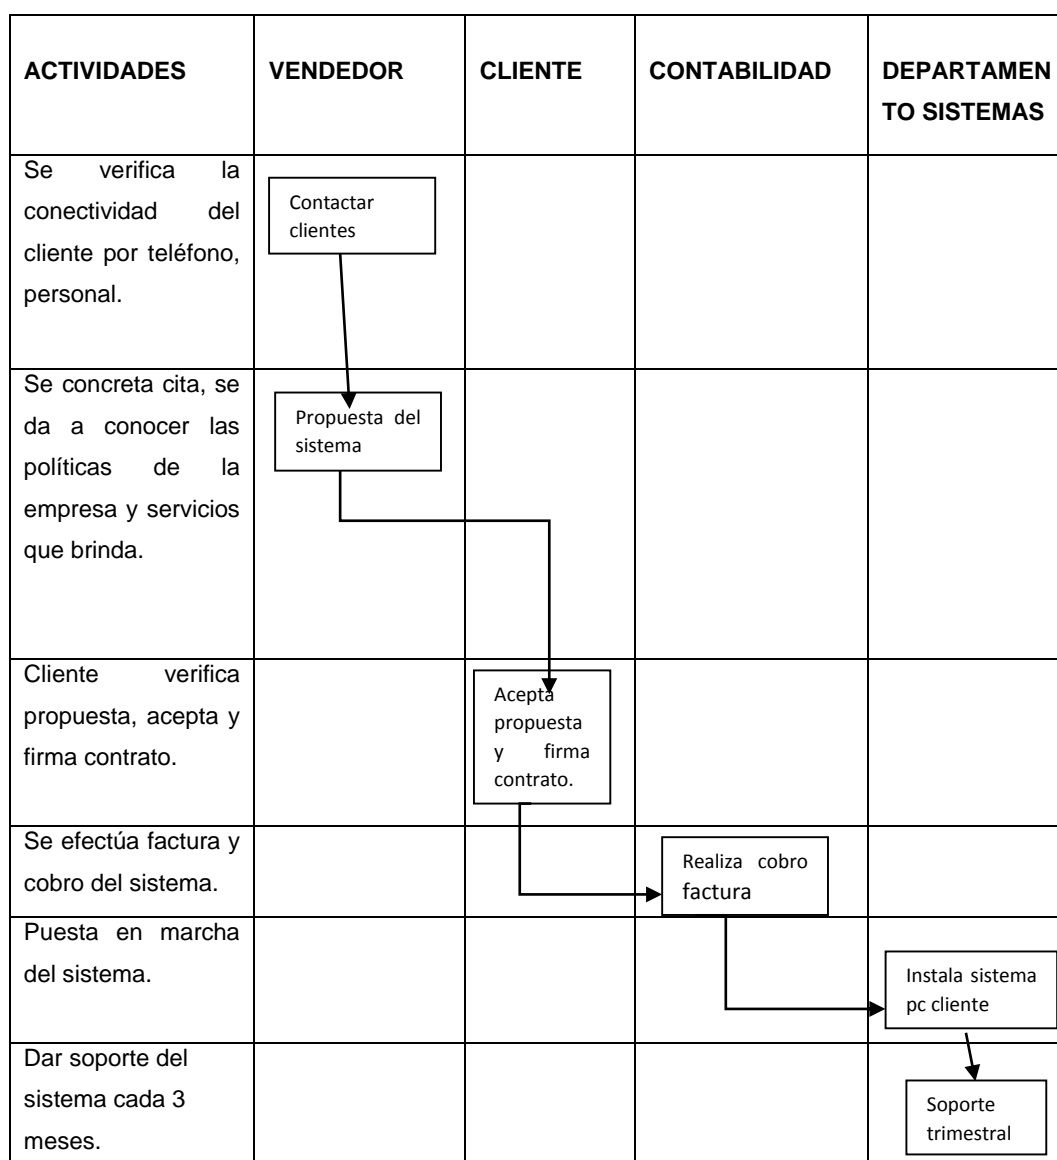 ACTIVIDADES
VENDEDOR
CLIENTE
CONTABILIDAD
DEPARTAMEN
TO SISTEMAS
Se verifica la
conectividad del
cliente por teléfono,
personal.
Contactar
clientes
Se concreta cita, se
da a conocer las
políticas de la
empresa y servicios
que brinda.
Propuesta del
sistema
Cliente verifica
propuesta, acepta y
firma contrato.
Acepta
propuesta
y firma
contrato.
Se efectúa factura y
cobro del sistema.
Realiza cobro
factura
Puesta en marcha
del sistema.
Instala sistema
pc cliente
Dar soporte del
sistema cada 3
meses.
Soporte
trimestral